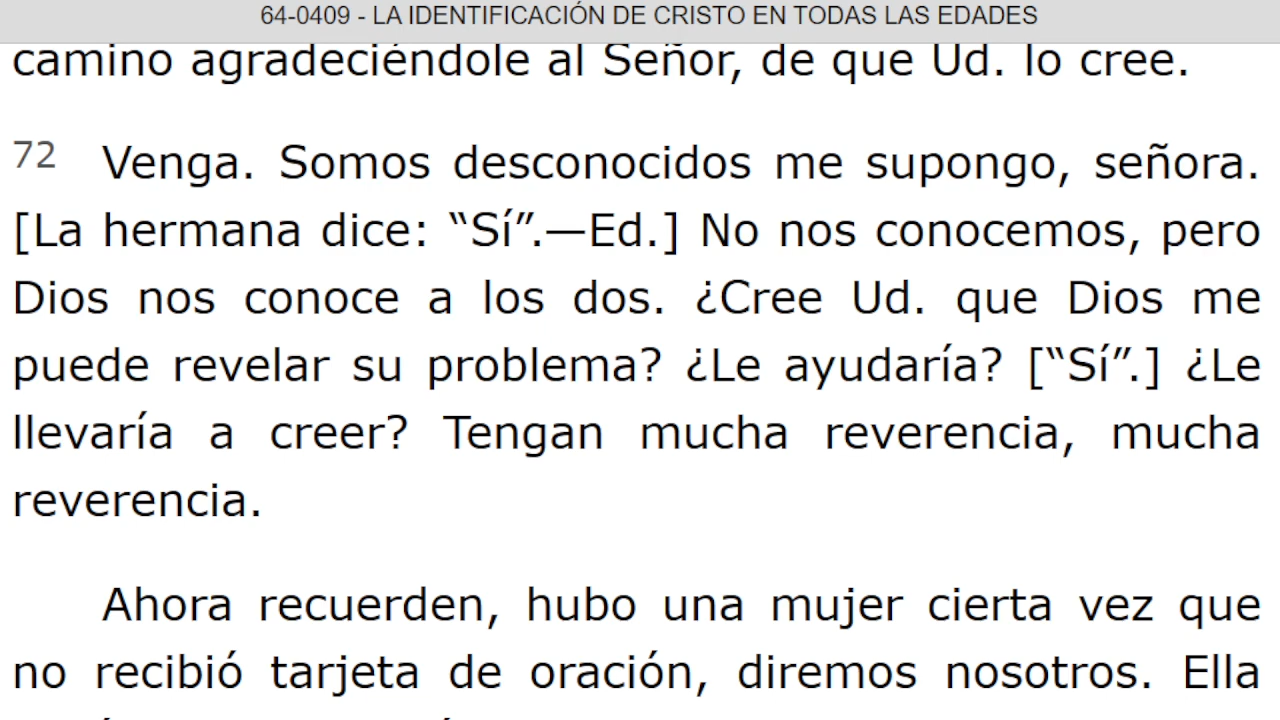 64-0409 - LA IDENTIFICACIÓN DE CRISTO EN TODAS LAS EDADES
camino agradeciéndole al Señor, de que Ud. lo cree.
72 Venga. Somos desconocidos me supongo, señora.
[La hermana dice: “Sí”.—Ed.] No nos conocemos, pero
Dios nos conoce a los dos. ¿Cree Ud. que Dios me
puede revelar su problema? ¿Le ayudaría? [“Sí”.] ¿Le
llevaría a creer? Tengan mucha reverencia, mucha
reverencia.
Ahora recuerden, hubo una mujer cierta vez que
no recibió tarjeta de oración, diremos nosotros. Ella